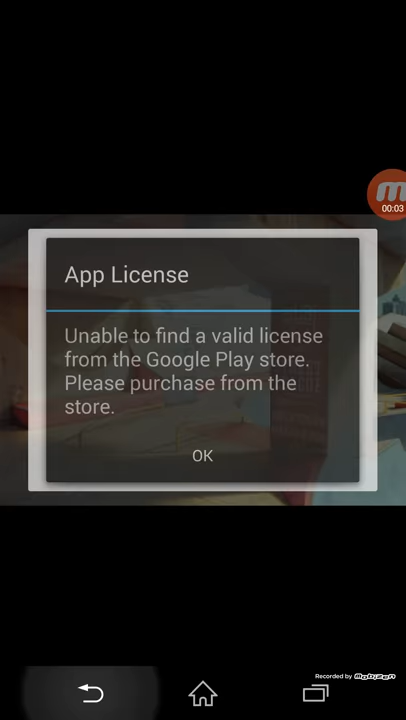 00:03
App License
Unable to find a valid license
from the Google Play store.
Please purchase from the
store.
OK
Recorded by Mobizen